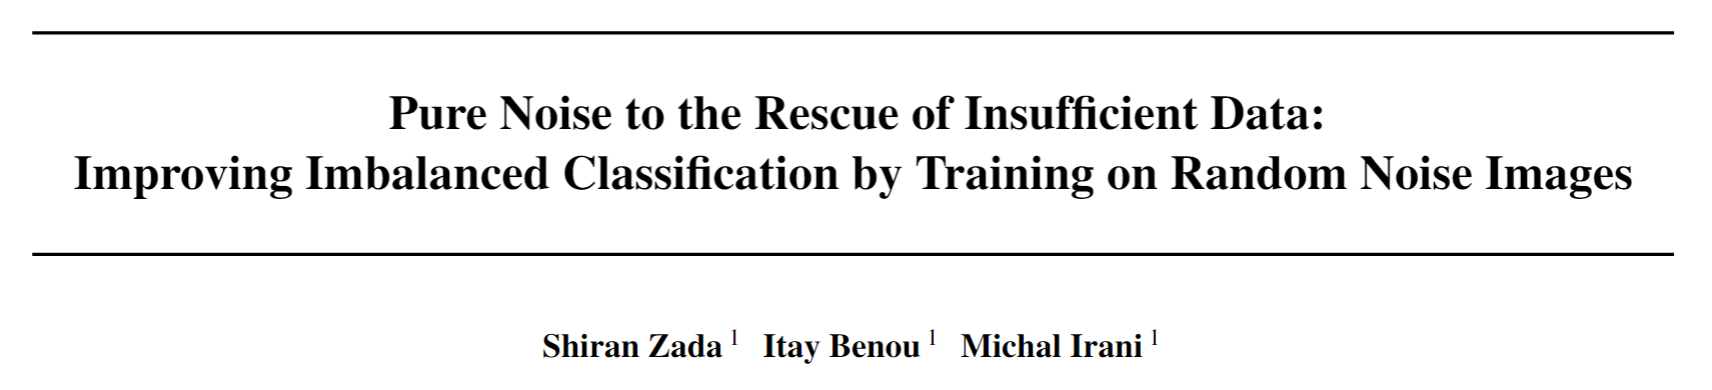 Pure Noise to the Rescue of Insufficient Data:
Improving Imbalanced Classification by Training on Random Noise Images
Shiran Zada 1 Itay Benou 1 Michal Irani 1